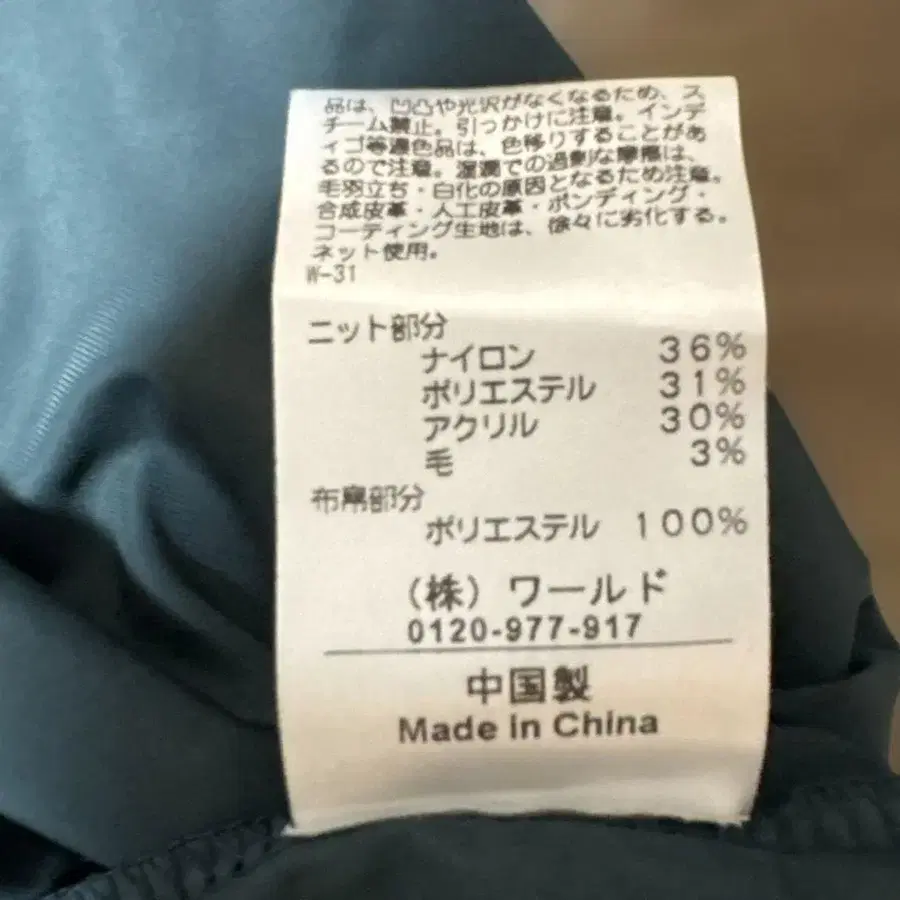 品は、凹凸や光沢がなくなるため、ス
チーム禁止。引っかけに注意。インデ
ィゴ等濃色品は、色移りすることがあ
るので注意。湿潤での過剰な摩擦は、
毛羽立ち・白化の原因となるため注意。
合成皮革・人工皮革・ボンディング・
コーティング生地は、徐々に劣化する。
ネット使用。
W-31
ニット部分
ナイロン 36%
ポリエステル 31%
アクリル 30%
毛 3%
布帛部分
ポリエステル 100%
(株)ワールド
0120-977-917
中国製
Made in China